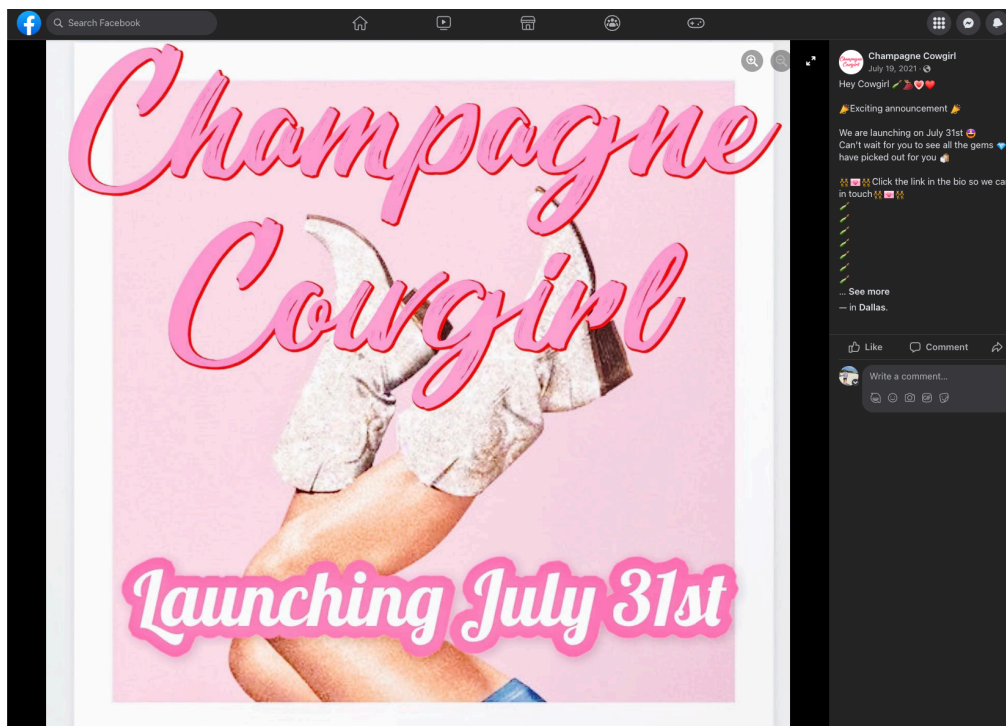 Search Facebook
Champagne
Cowgirl
Launching July 31st
Champagne Cowgirl
July 19, 2021 ·
Hey Cowgirl
Exciting announcement
We are launching on July 31st
Can't wait for you to see all the gems
have picked out for you
Click the link in the bio so we ca
in touch
... See more
— in Dallas.
Like Comment
Write a comment...
GIF